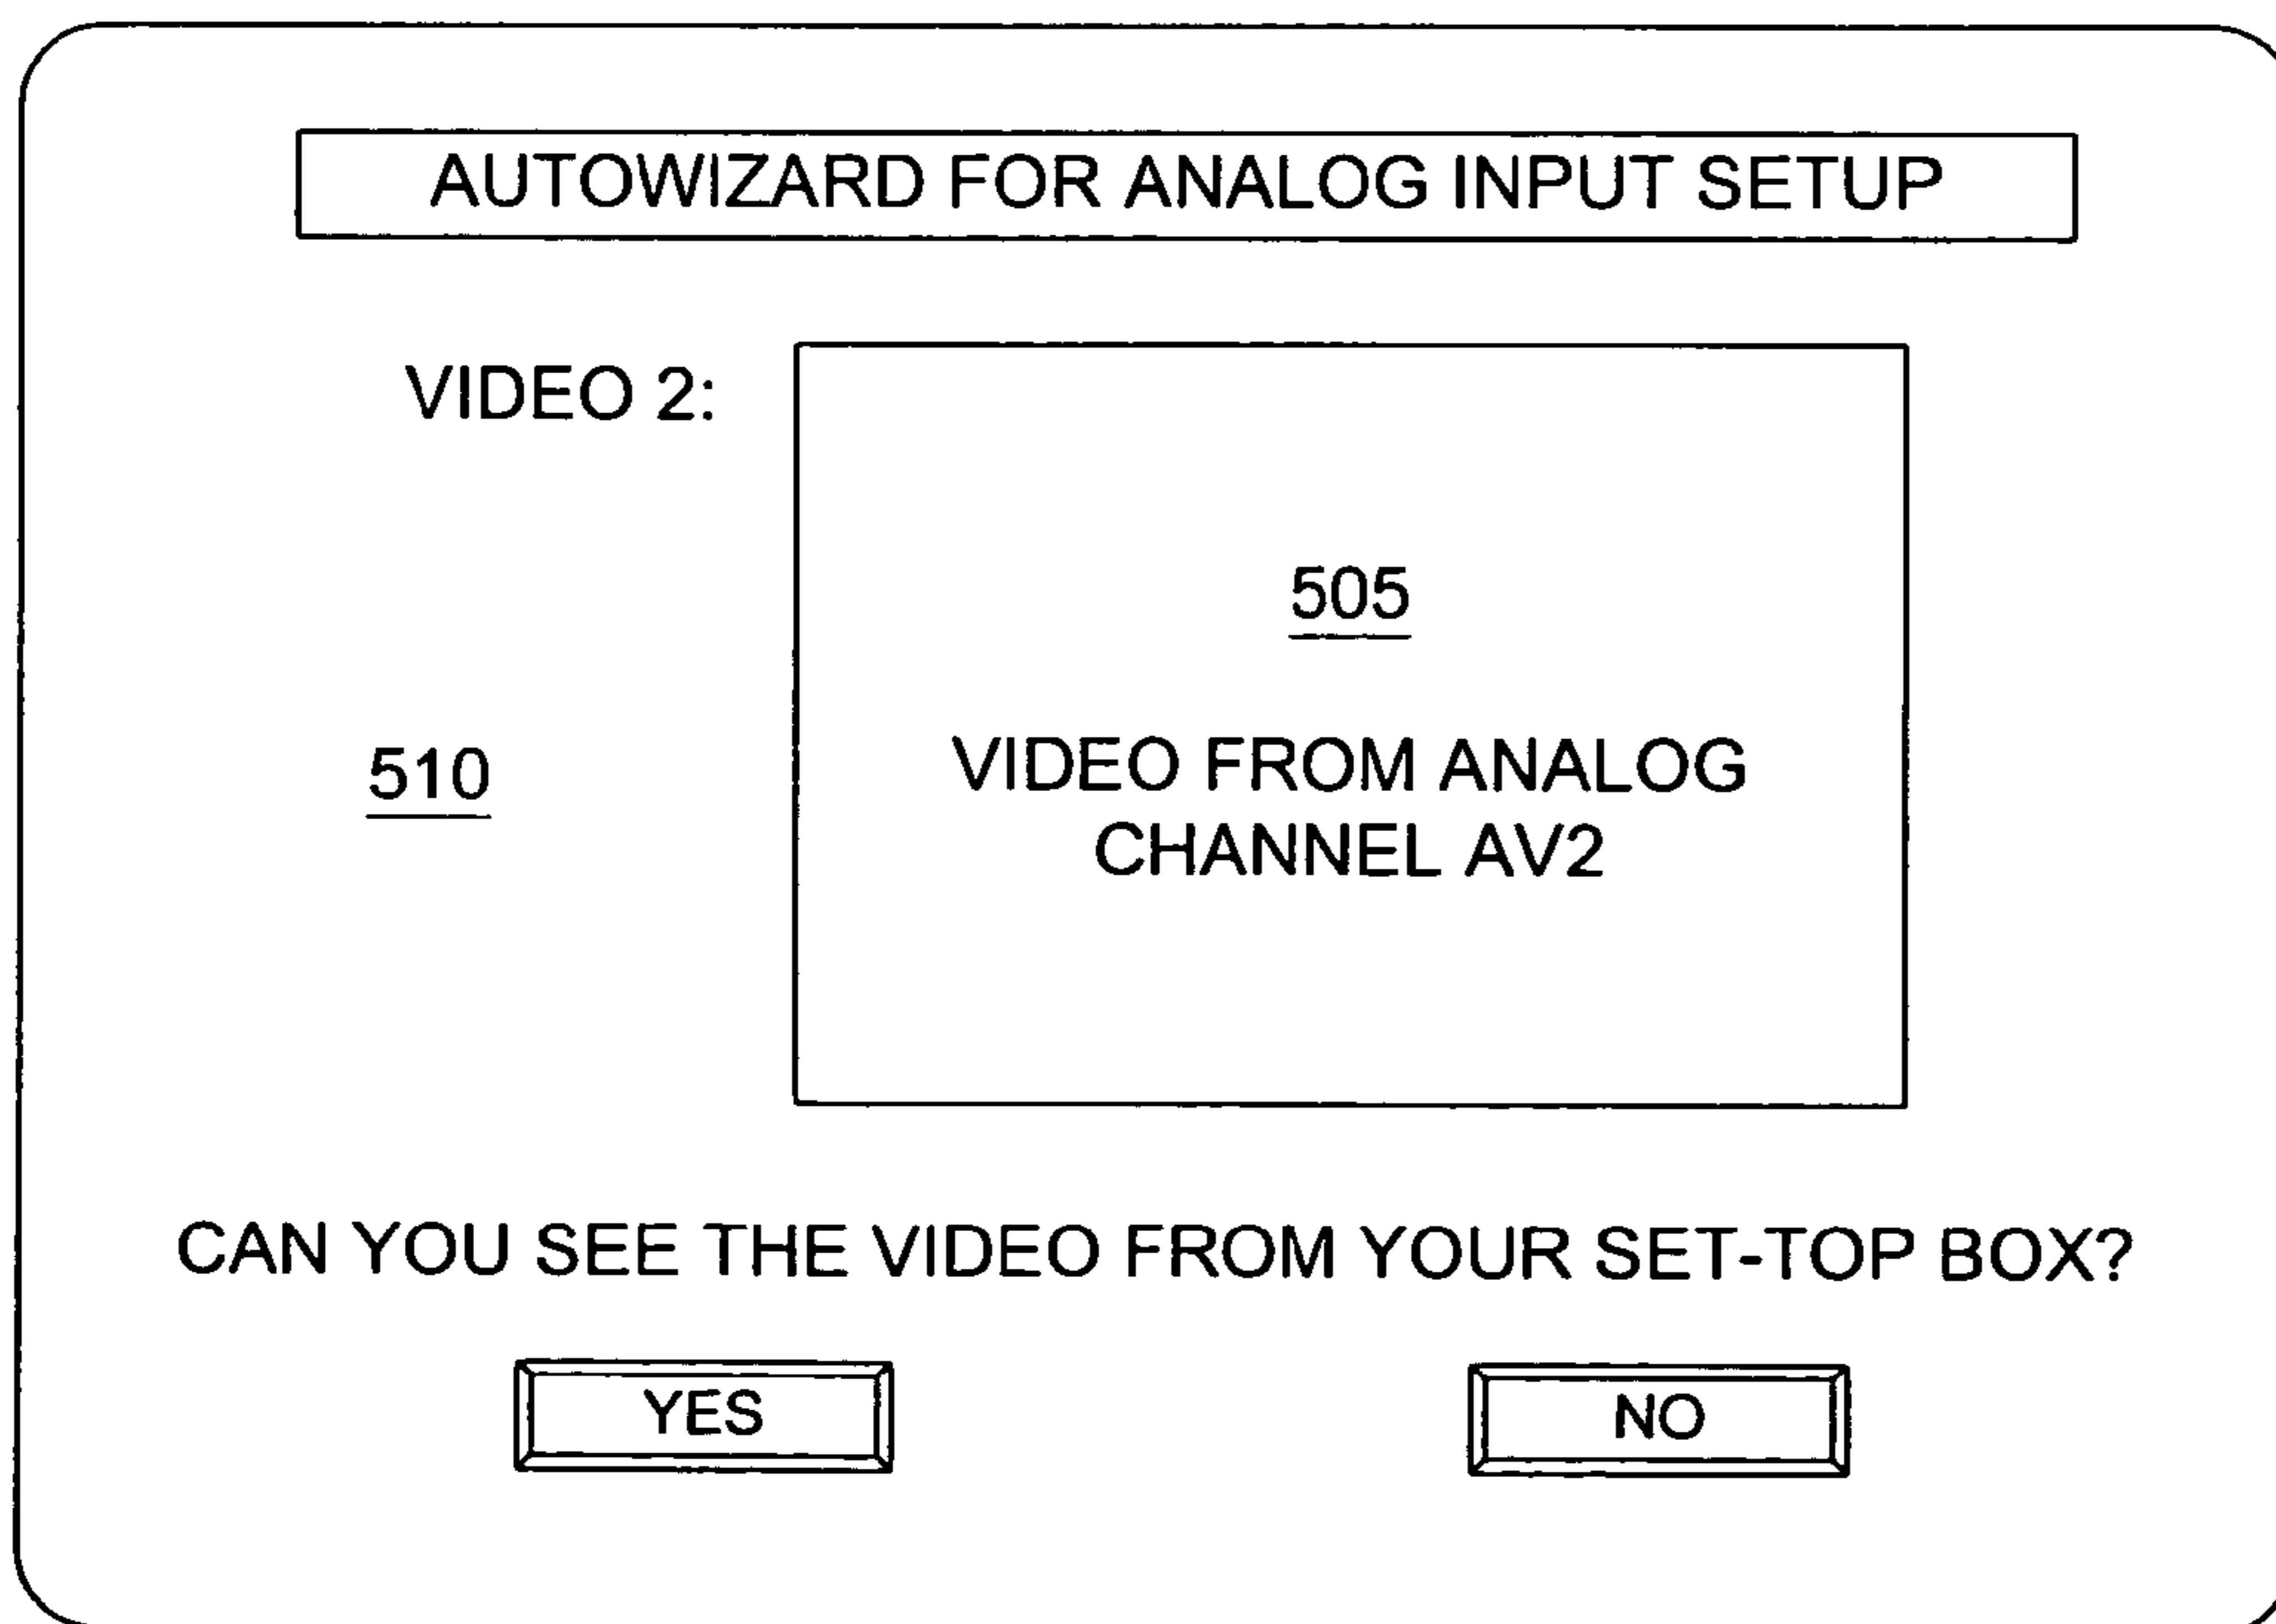 AUTOWIZARD FOR ANALOG INPUT SETUP
VIDEO 2:
505
510
VIDEO FROM ANALOG
CHANNEL AV2
CAN YOU SEE THE VIDEO FROM YOUR SET-TOP BOX?
YES
NO